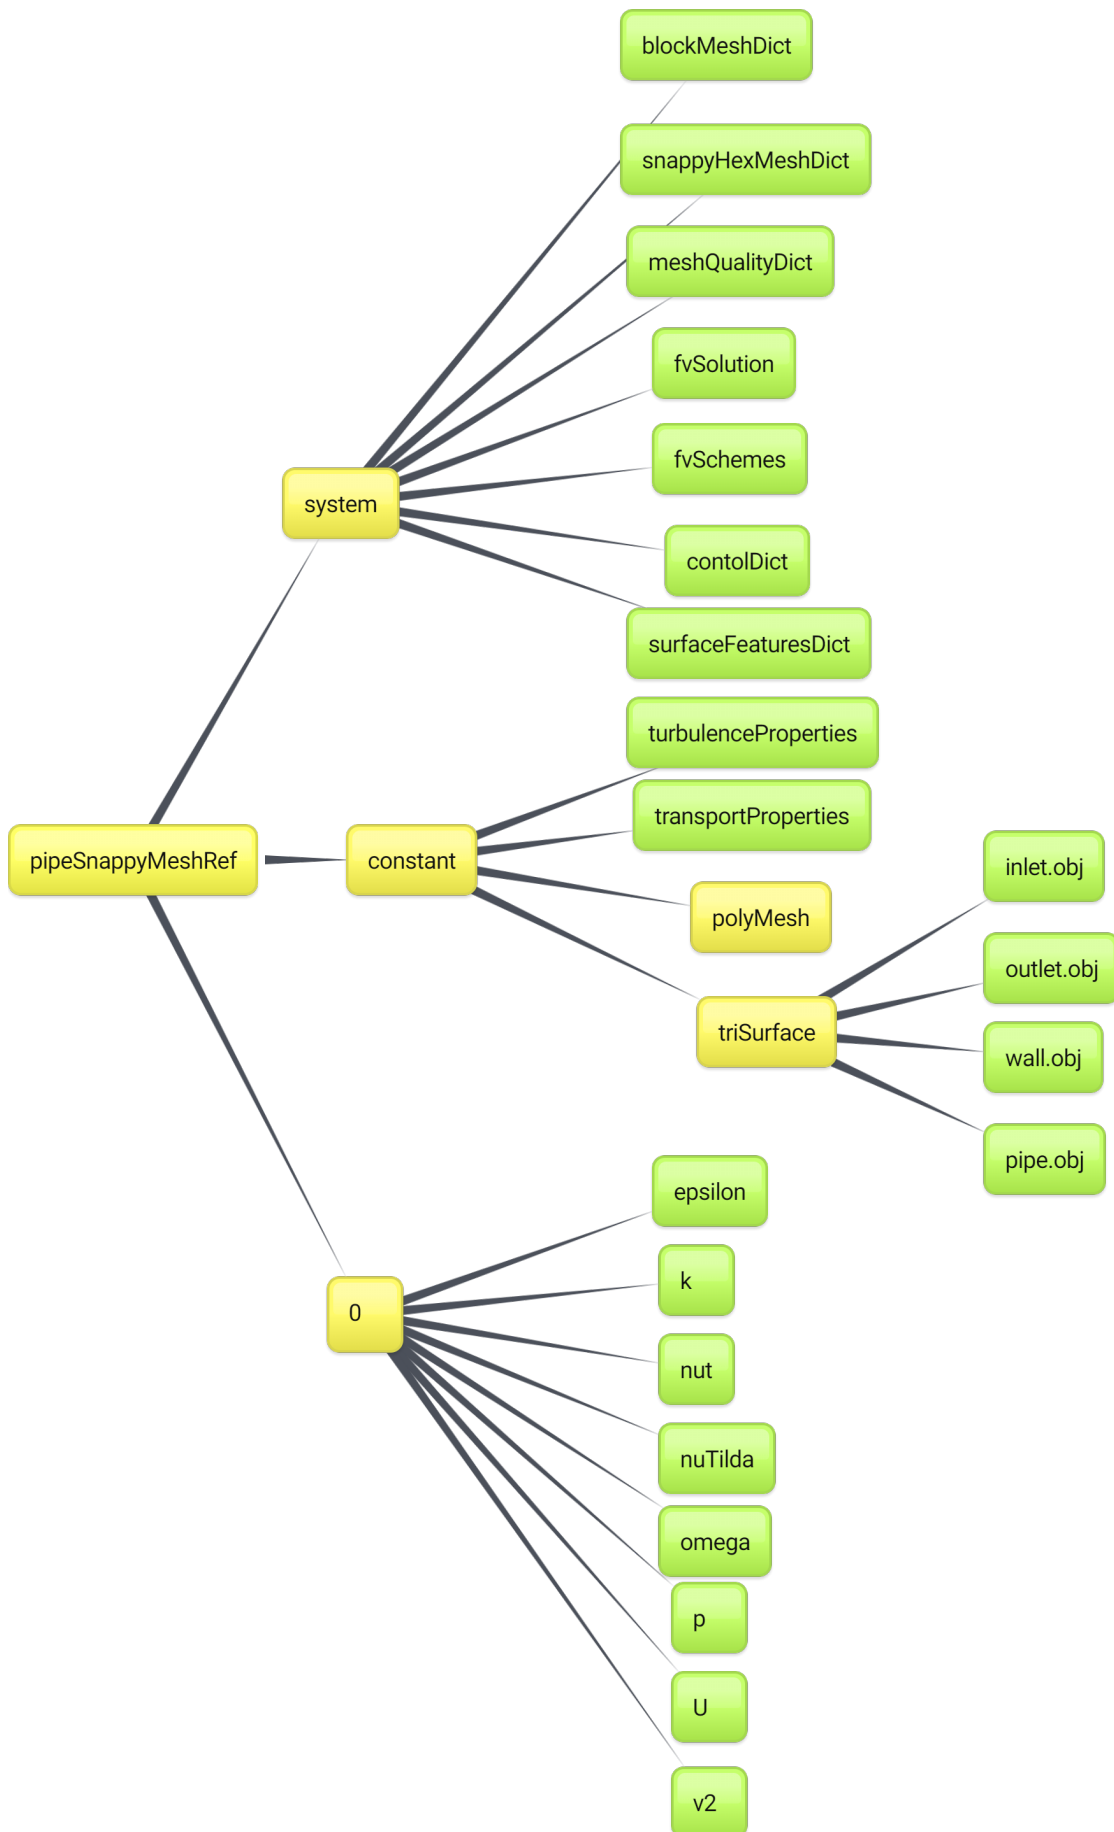 blockMeshDict
snappyHexMeshDict
meshQualityDict
fvSolution
fvSchemes
system
contolDict
surfaceFeaturesDict
turbulenceProperties
transportProperties
pipeSnappyMeshRef
constant
inlet.obj
polyMesh
outlet.obj
triSurface
wall.obj
pipe.obj
epsilon
k
0
nut
nuTilda
omega
p
U
v2